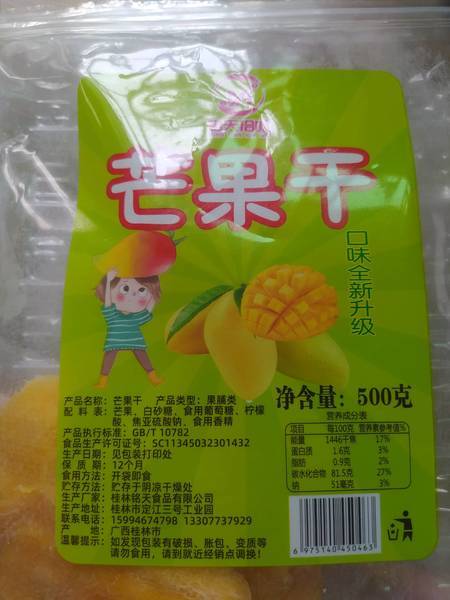 芒果干
口味全新升级
产品名称：芒果干 产品类型：果脯类
配 料 表：芒果、白砂糖、食用葡萄糖、柠檬
酸、焦亚硫酸钠、食用香精
产品执行标准：GB/T 10782
食品生产许可证号：SC11345032301432
生产日期：见包装打印处
保 质 期：12个月
食用方法：开袋即食
贮存方法：贮存于阴凉干燥处
生产厂家：桂林铭天食品有限公司
生产地址：桂林市定江三号工业园
联系电话：15994674798 13307737929
产 地：广西桂林市
温馨提示：如发现包装有破损、胀包、变质等
请勿食用，请到就近经销点调换！
净含量：500克
营养成分表
项目 每100克 营养素参考值%
能量 1446千焦 17%
蛋白质 1.6克 3%
脂肪 0.9克 2%
碳水化合物 81.5克 27%
钠 51毫克 3%
6975140450463